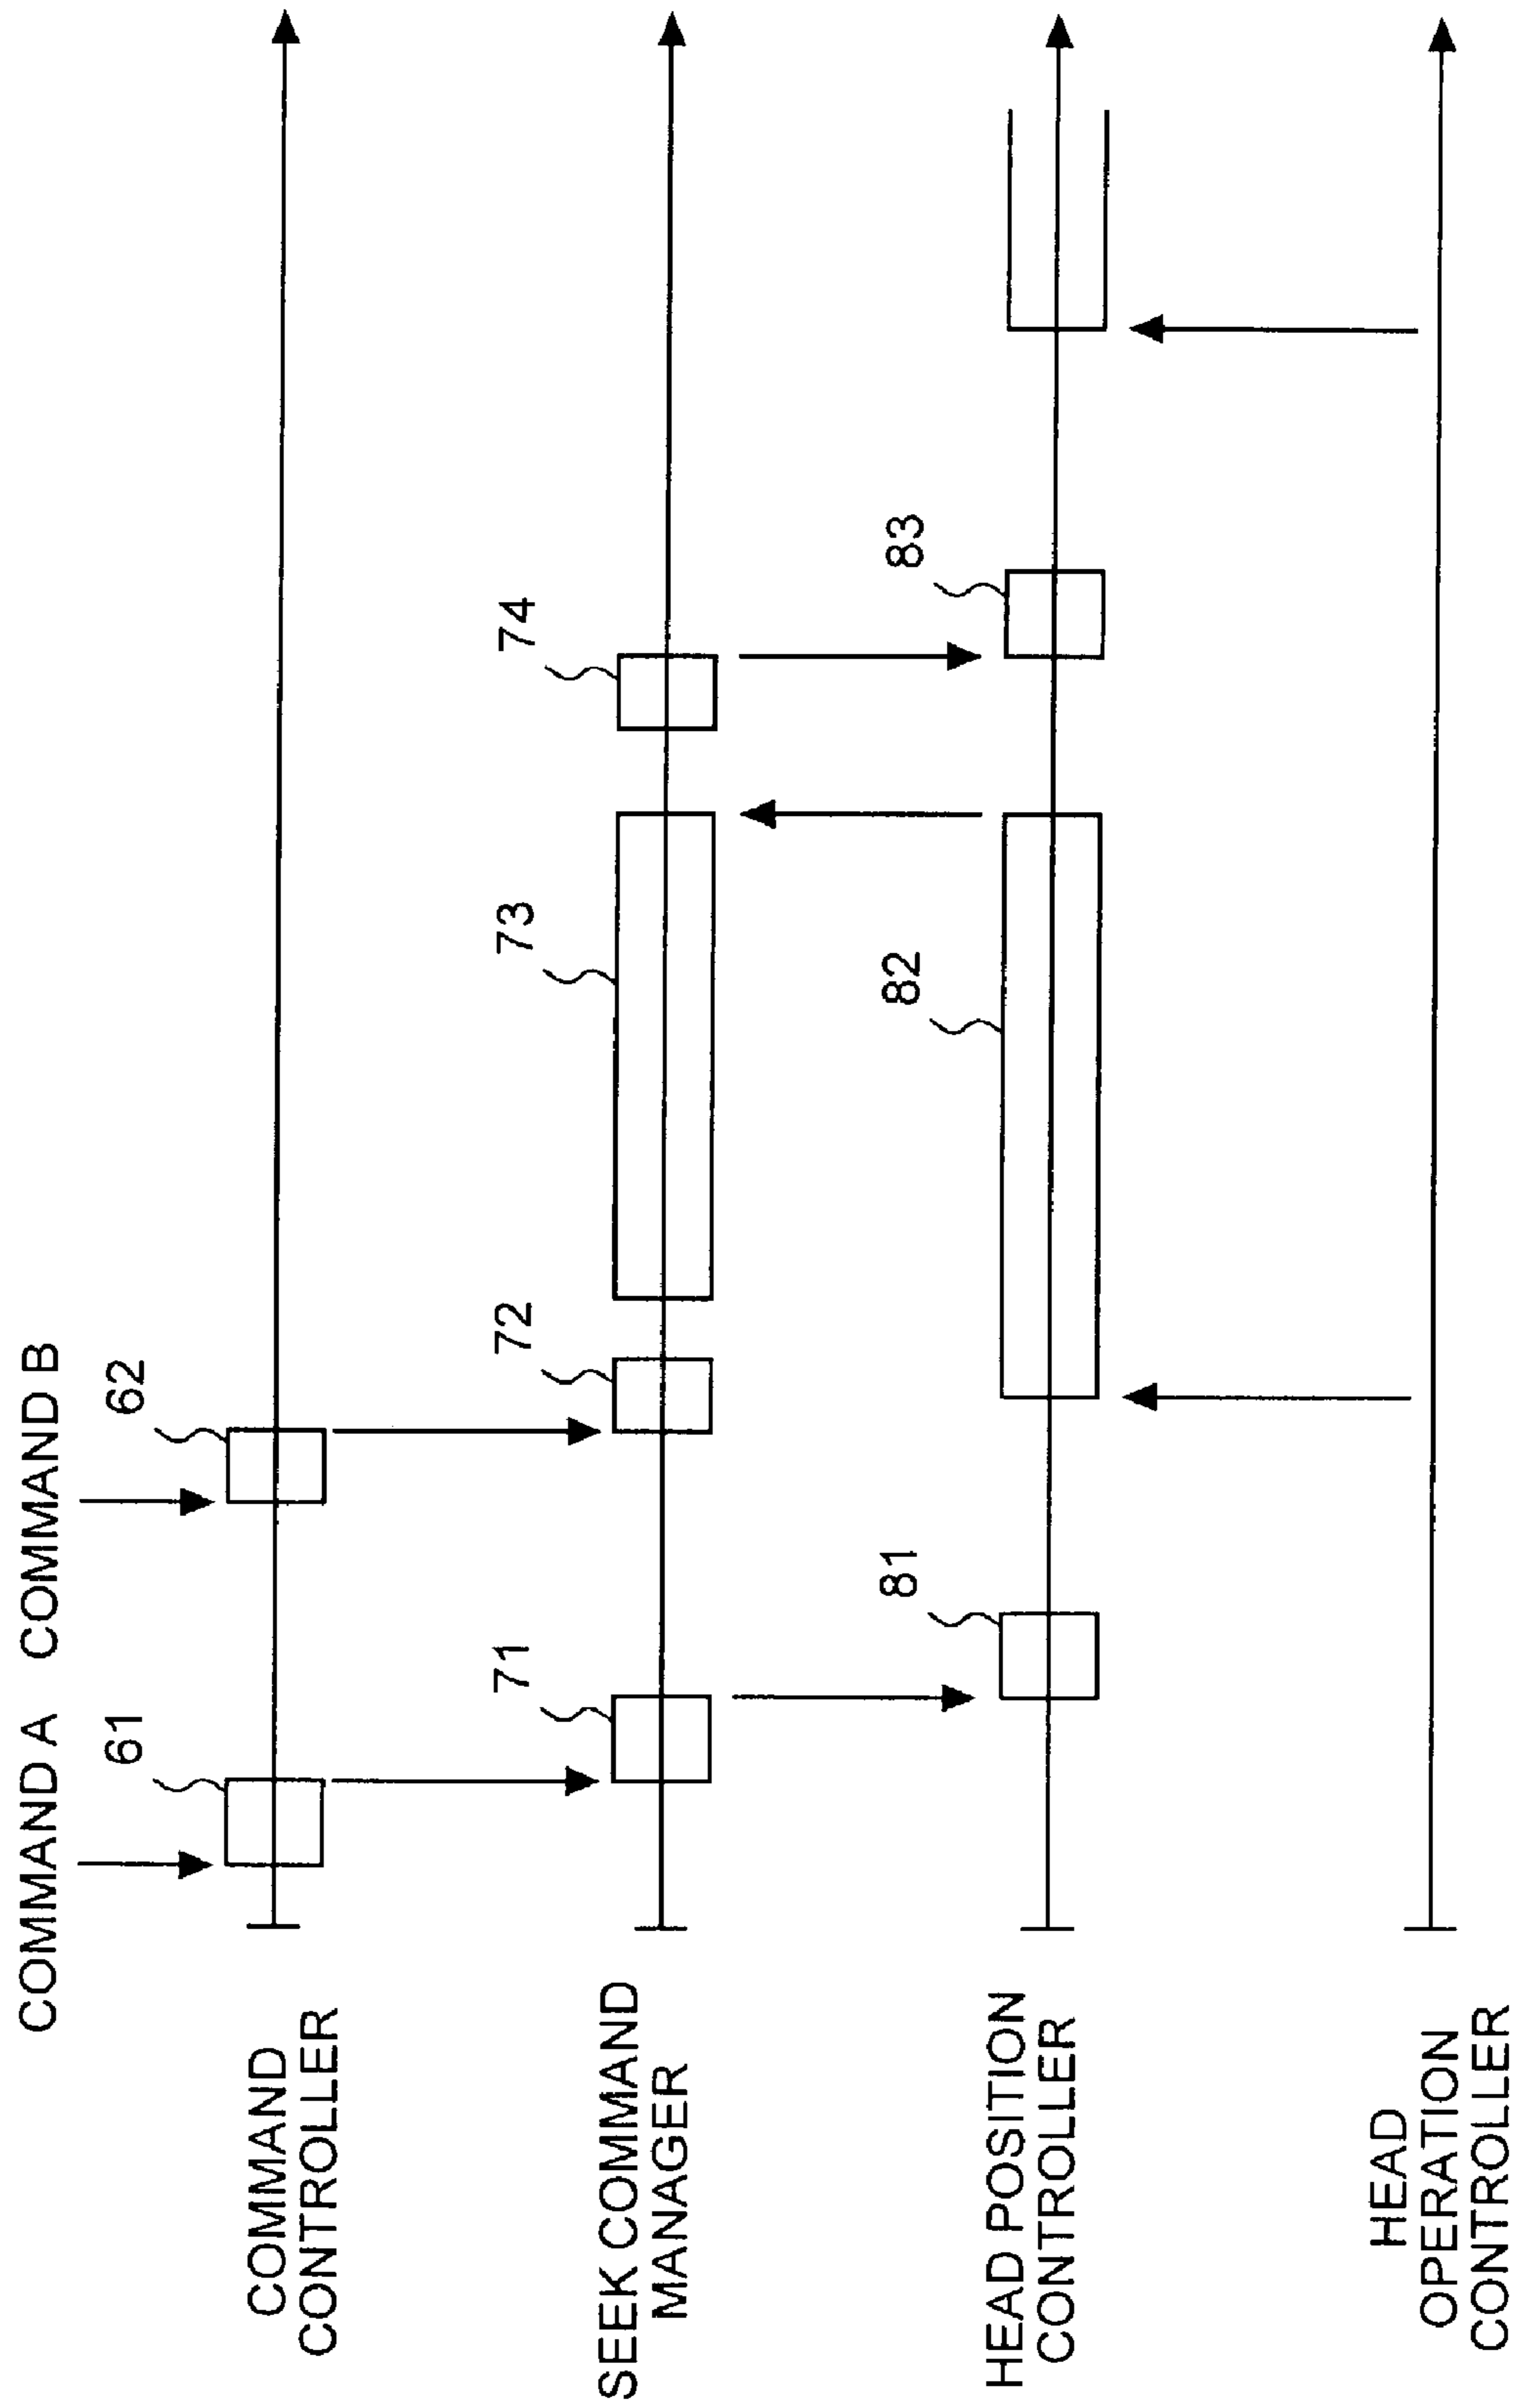 COMMAND A COMMAND B
61
62
COMMAND
CONTROLLER
71
72
73
74
SEEK COMMAND
MANAGER
81
82
83
HEAD POSITION
CONTROLLER
HEAD
OPERATION
CONTROLLER